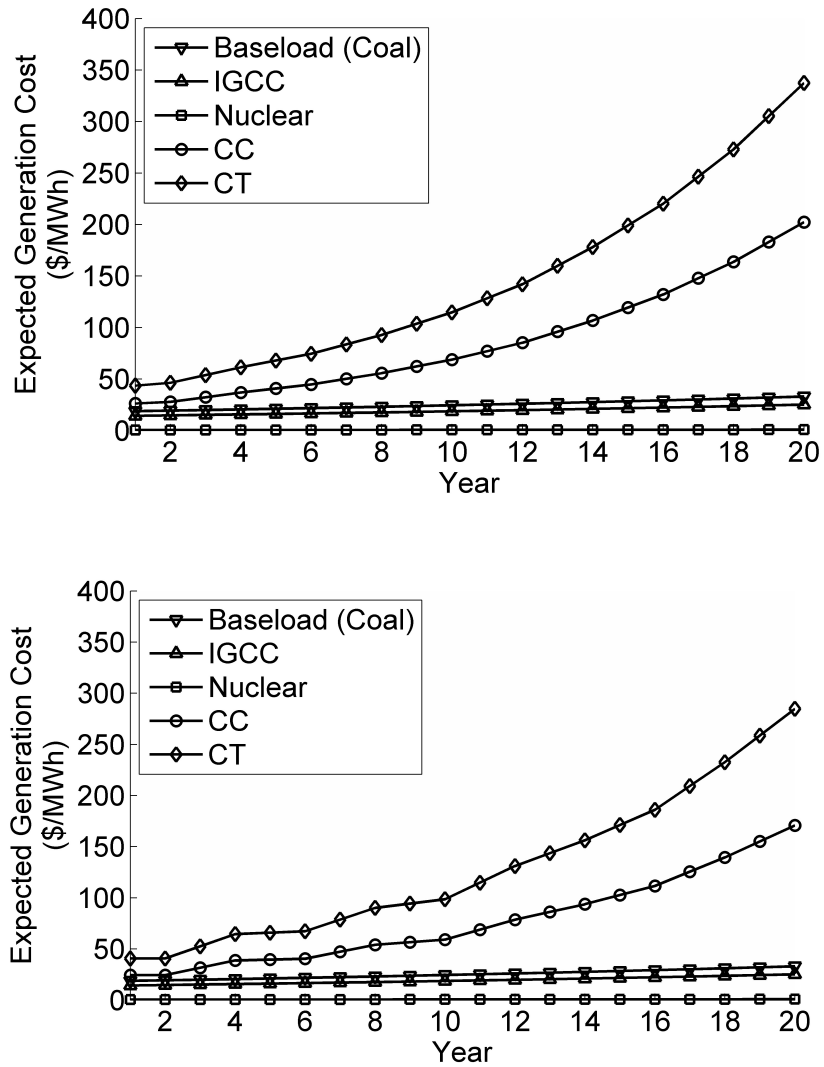 400
350
300
250
200
150
100
50
0
Expected Generation Cost
($/MWh)
Baseload (Coal)
IGCC
Nuclear
CC
CT
2 4 6 8 10 12 14 16 18 20
Year
400
350
300
250
200
150
100
50
0
Expected Generation Cost
($/MWh)
Baseload (Coal)
IGCC
Nuclear
CC
CT
2 4 6 8 10 12 14 16 18 20
Year